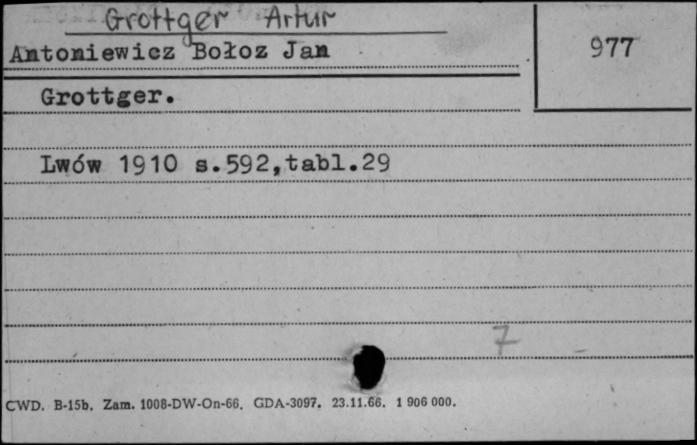 Grottger Artur
Antoniewicz Bołoz Jan
977
Grottger.
Lwów 1910 s.592,tabl.29
7
CWD. B-15b. Zam. 1008-DW-On-66. GDA-3097. 23.11.66. 1 906 000.